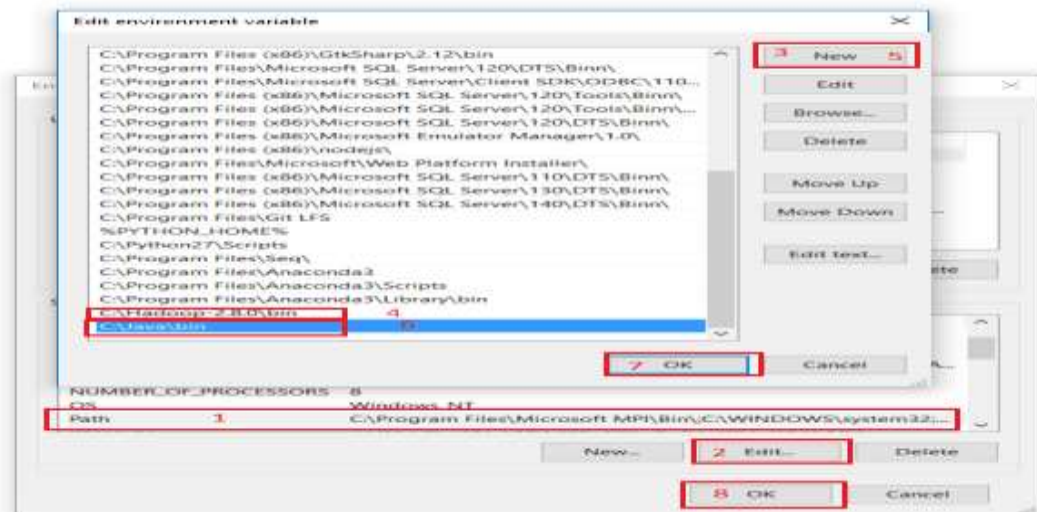 Edit environment variable
C:\Program Files (x86)\GtkSharp\2.12\bin
C:\Program Files\Microsoft SQL Server\120\DTS\Binn\
C:\Program Files\Microsoft SQL Server\Client SDK\ODBC\110...
C:\Program Files (x86)\Microsoft SQL Server\120\Tools\Binn\
C:\Program Files (x86)\Microsoft SQL Server\120\Tools\Binn\...
C:\Program Files (x86)\Microsoft SQL Server\120\DTS\Binn\
C:\Program Files (x86)\Microsoft Emulator Manager\1.0\
C:\Program Files (x86)\nodejs\
C:\Program Files\Microsoft\Web Platform Installer\
C:\Program Files (x86)\Microsoft SQL Server\110\DTS\Binn\
C:\Program Files (x86)\Microsoft SQL Server\130\DTS\Binn\
C:\Program Files (x86)\Microsoft SQL Server\140\DTS\Binn\
C:\Program Files\Git LFS
%PYTHON_HOME%
C:\Python27\Scripts
C:\Program Files\Seq\
C:\Program Files\Anaconda3
C:\Program Files\Anaconda3\Scripts
C:\Program Files\Anaconda3\Library\bin
C:\Hadoop-2.8.0\bin 4
C:\Java\bin 6
3 New 5
Edit
Browse...
Delete
Move Up
Move Down
Edit text...
7 OK
Cancel
NUMBER_OF_PROCESSORS 8
OS Windows_NT
Path 1 C:\Program Files\Microsoft MPI\Bin\;C:\WINDOWS\system32;...
New...
2 Edit...
Delete
8 OK
Cancel